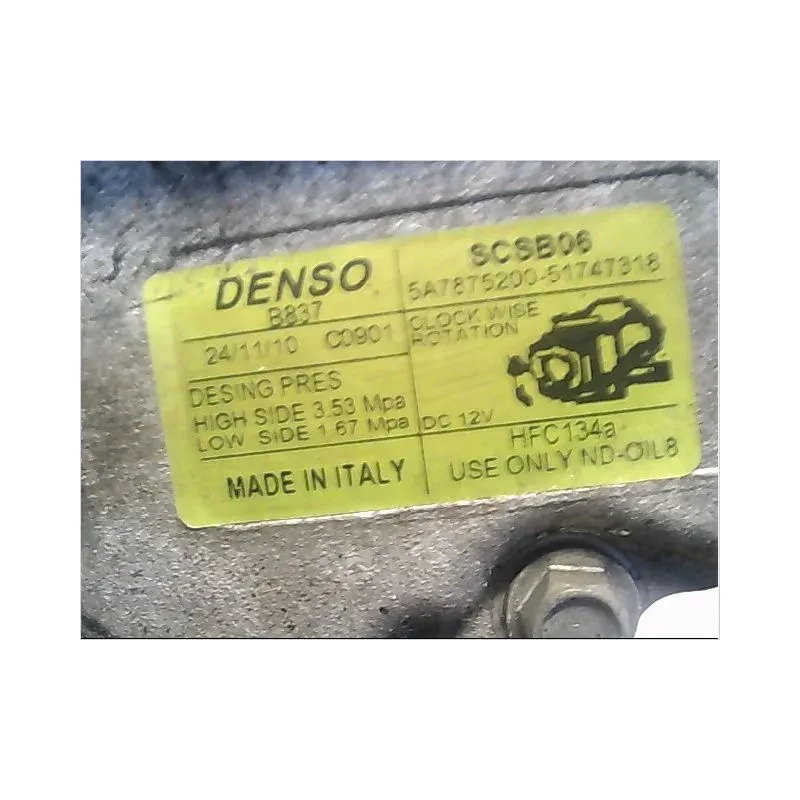 DENSO
B837
24/11/10 C0901
DESING PRES
HIGH SIDE 3.53 Mpa
LOW SIDE 1.67 Mpa
MADE IN ITALY
SCSB06
5A7875200-51747318
CLOCK WISE
ROTATION
DC 12V
HFC134a
USE ONLY ND-OIL8